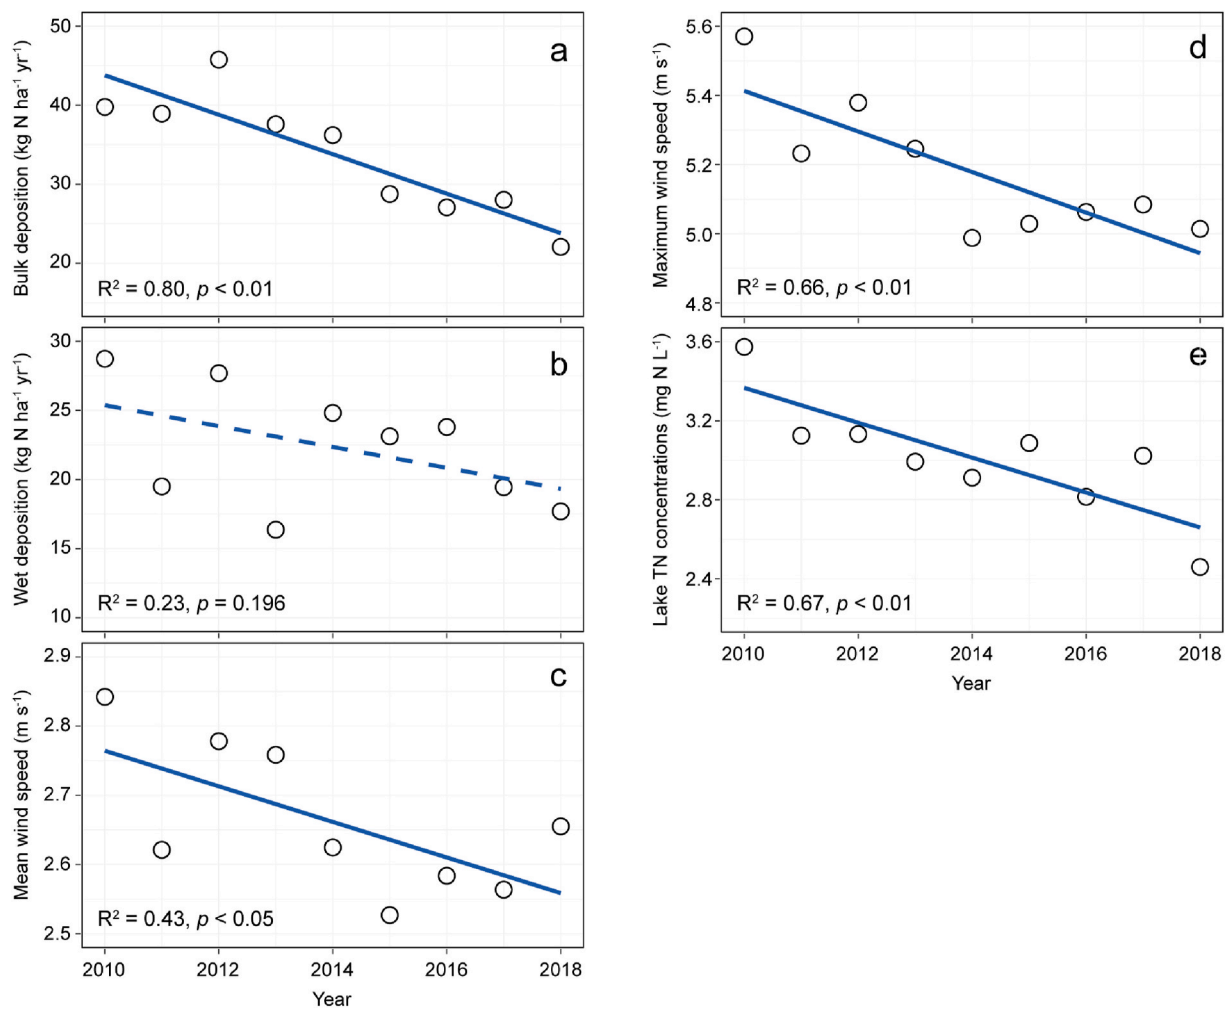 Bulk deposition (kg N ha⁻¹ yr⁻¹)
50
40
30
20
a
R² = 0.80, p < 0.01
Wet deposition (kg N ha⁻¹ yr⁻¹)
30
25
20
15
10
b
R² = 0.23, p = 0.196
Mean wind speed (m s⁻¹)
2.9
2.8
2.7
2.6
2.5
c
R² = 0.43, p < 0.05
2010 2012 2014 2016 2018
Year
Maximum wind speed (m s⁻¹)
5.6
5.4
5.2
5.0
4.8
d
R² = 0.66, p < 0.01
Lake TN concentrations (mg N L⁻¹)
3.6
3.2
2.8
2.4
e
R² = 0.67, p < 0.01
2010 2012 2014 2016 2018
Year